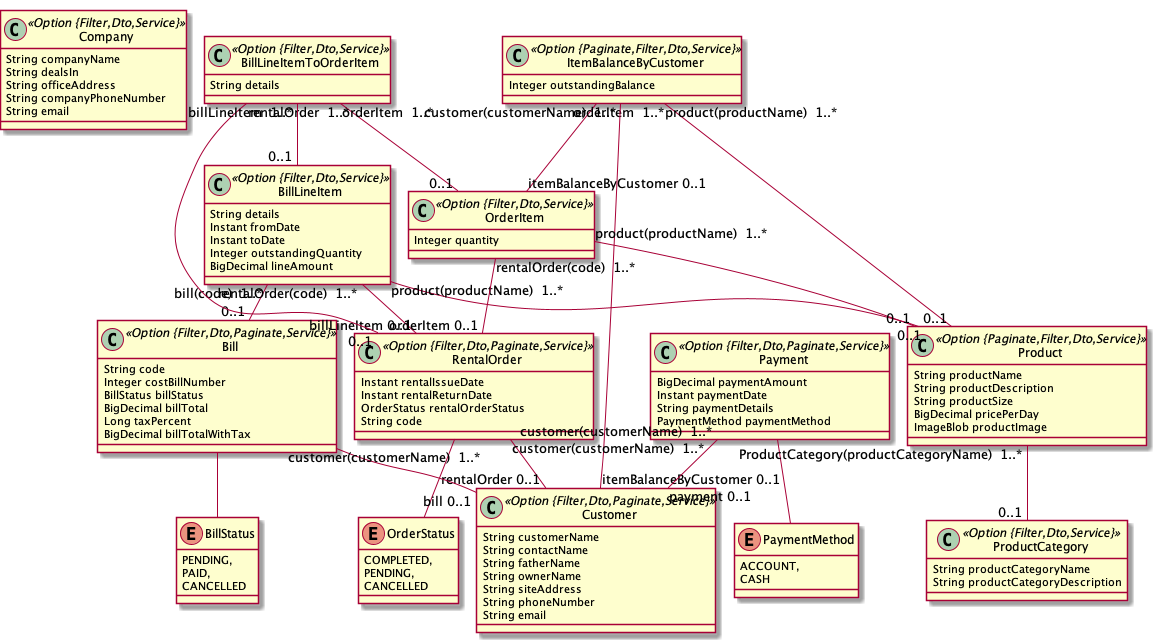 C «Option {Filter,Dto,Service}»
Company
String companyName
String dealsIn
String officeAddress
String companyPhoneNumber
String email
C «Option {Filter,Dto,Service}»
BillLineItemToOrderItem
String details
C «Option {Paginate,Filter,Dto,Service}»
ItemBalanceByCustomer
Integer outstandingBalance
billLineItem 1..*
rentalOrder 1..*
orderItem 1..*
customer(customerName) 1..*
orderItem 1..*
product(productName) 1..*
0..1
C «Option {Filter,Dto,Service}»
BillLineItem
String details
Instant fromDate
Instant toDate
Integer outstandingQuantity
BigDecimal lineAmount
0..1
itemBalanceByCustomer 0..1
C «Option {Filter,Dto,Service}»
OrderItem
Integer quantity
product(productName) 1..*
rentalOrder(code) 1..*
bill(code) 1..*
rentalOrder(code) 1..*
product(productName) 1..*
0..1
billLineItem 0..1
orderItem 0..1
0..1
0..1
0..1
0..1
C «Option {Filter,Dto,Paginate,Service}»
Bill
String code
Integer costBillNumber
BillStatus billStatus
BigDecimal billTotal
Long taxPercent
BigDecimal billTotalWithTax
C «Option {Filter,Dto,Paginate,Service}»
RentalOrder
Instant rentalIssueDate
Instant rentalReturnDate
OrderStatus rentalOrderStatus
String code
C «Option {Filter,Dto,Paginate,Service}»
Payment
BigDecimal paymentAmount
Instant paymentDate
String paymentDetails
PaymentMethod paymentMethod
C «Option {Paginate,Filter,Dto,Service}»
Product
String productName
String productDescription
String productSize
BigDecimal pricePerDay
ImageBlob productImage
customer(customerName) 1..*
customer(customerName) 1..*
customer(customerName) 1..*
ProductCategory(productCategoryName) 1..*
rentalOrder 0..1
itemBalanceByCustomer 0..1
bill 0..1
payment 0..1
0..1
E BillStatus
PENDING,
PAID,
CANCELLED
E OrderStatus
COMPLETED,
PENDING,
CANCELLED
C «Option {Filter,Dto,Paginate,Service}»
Customer
String customerName
String contactName
String fatherName
String ownerName
String siteAddress
String phoneNumber
String email
E PaymentMethod
ACCOUNT,
CASH
C «Option {Filter,Dto,Service}»
ProductCategory
String productCategoryName
String productCategoryDescription